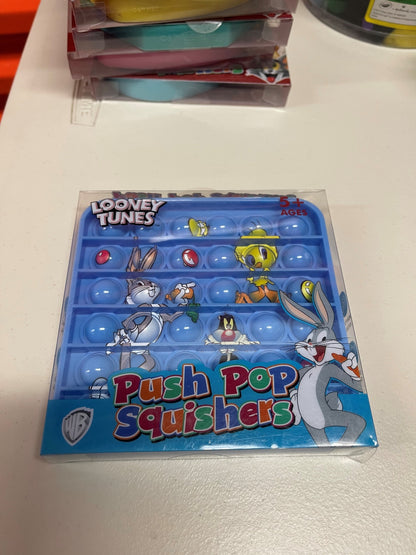 LOONEY
TUNES
5+
AGES
Push Pop
Squishers
WB